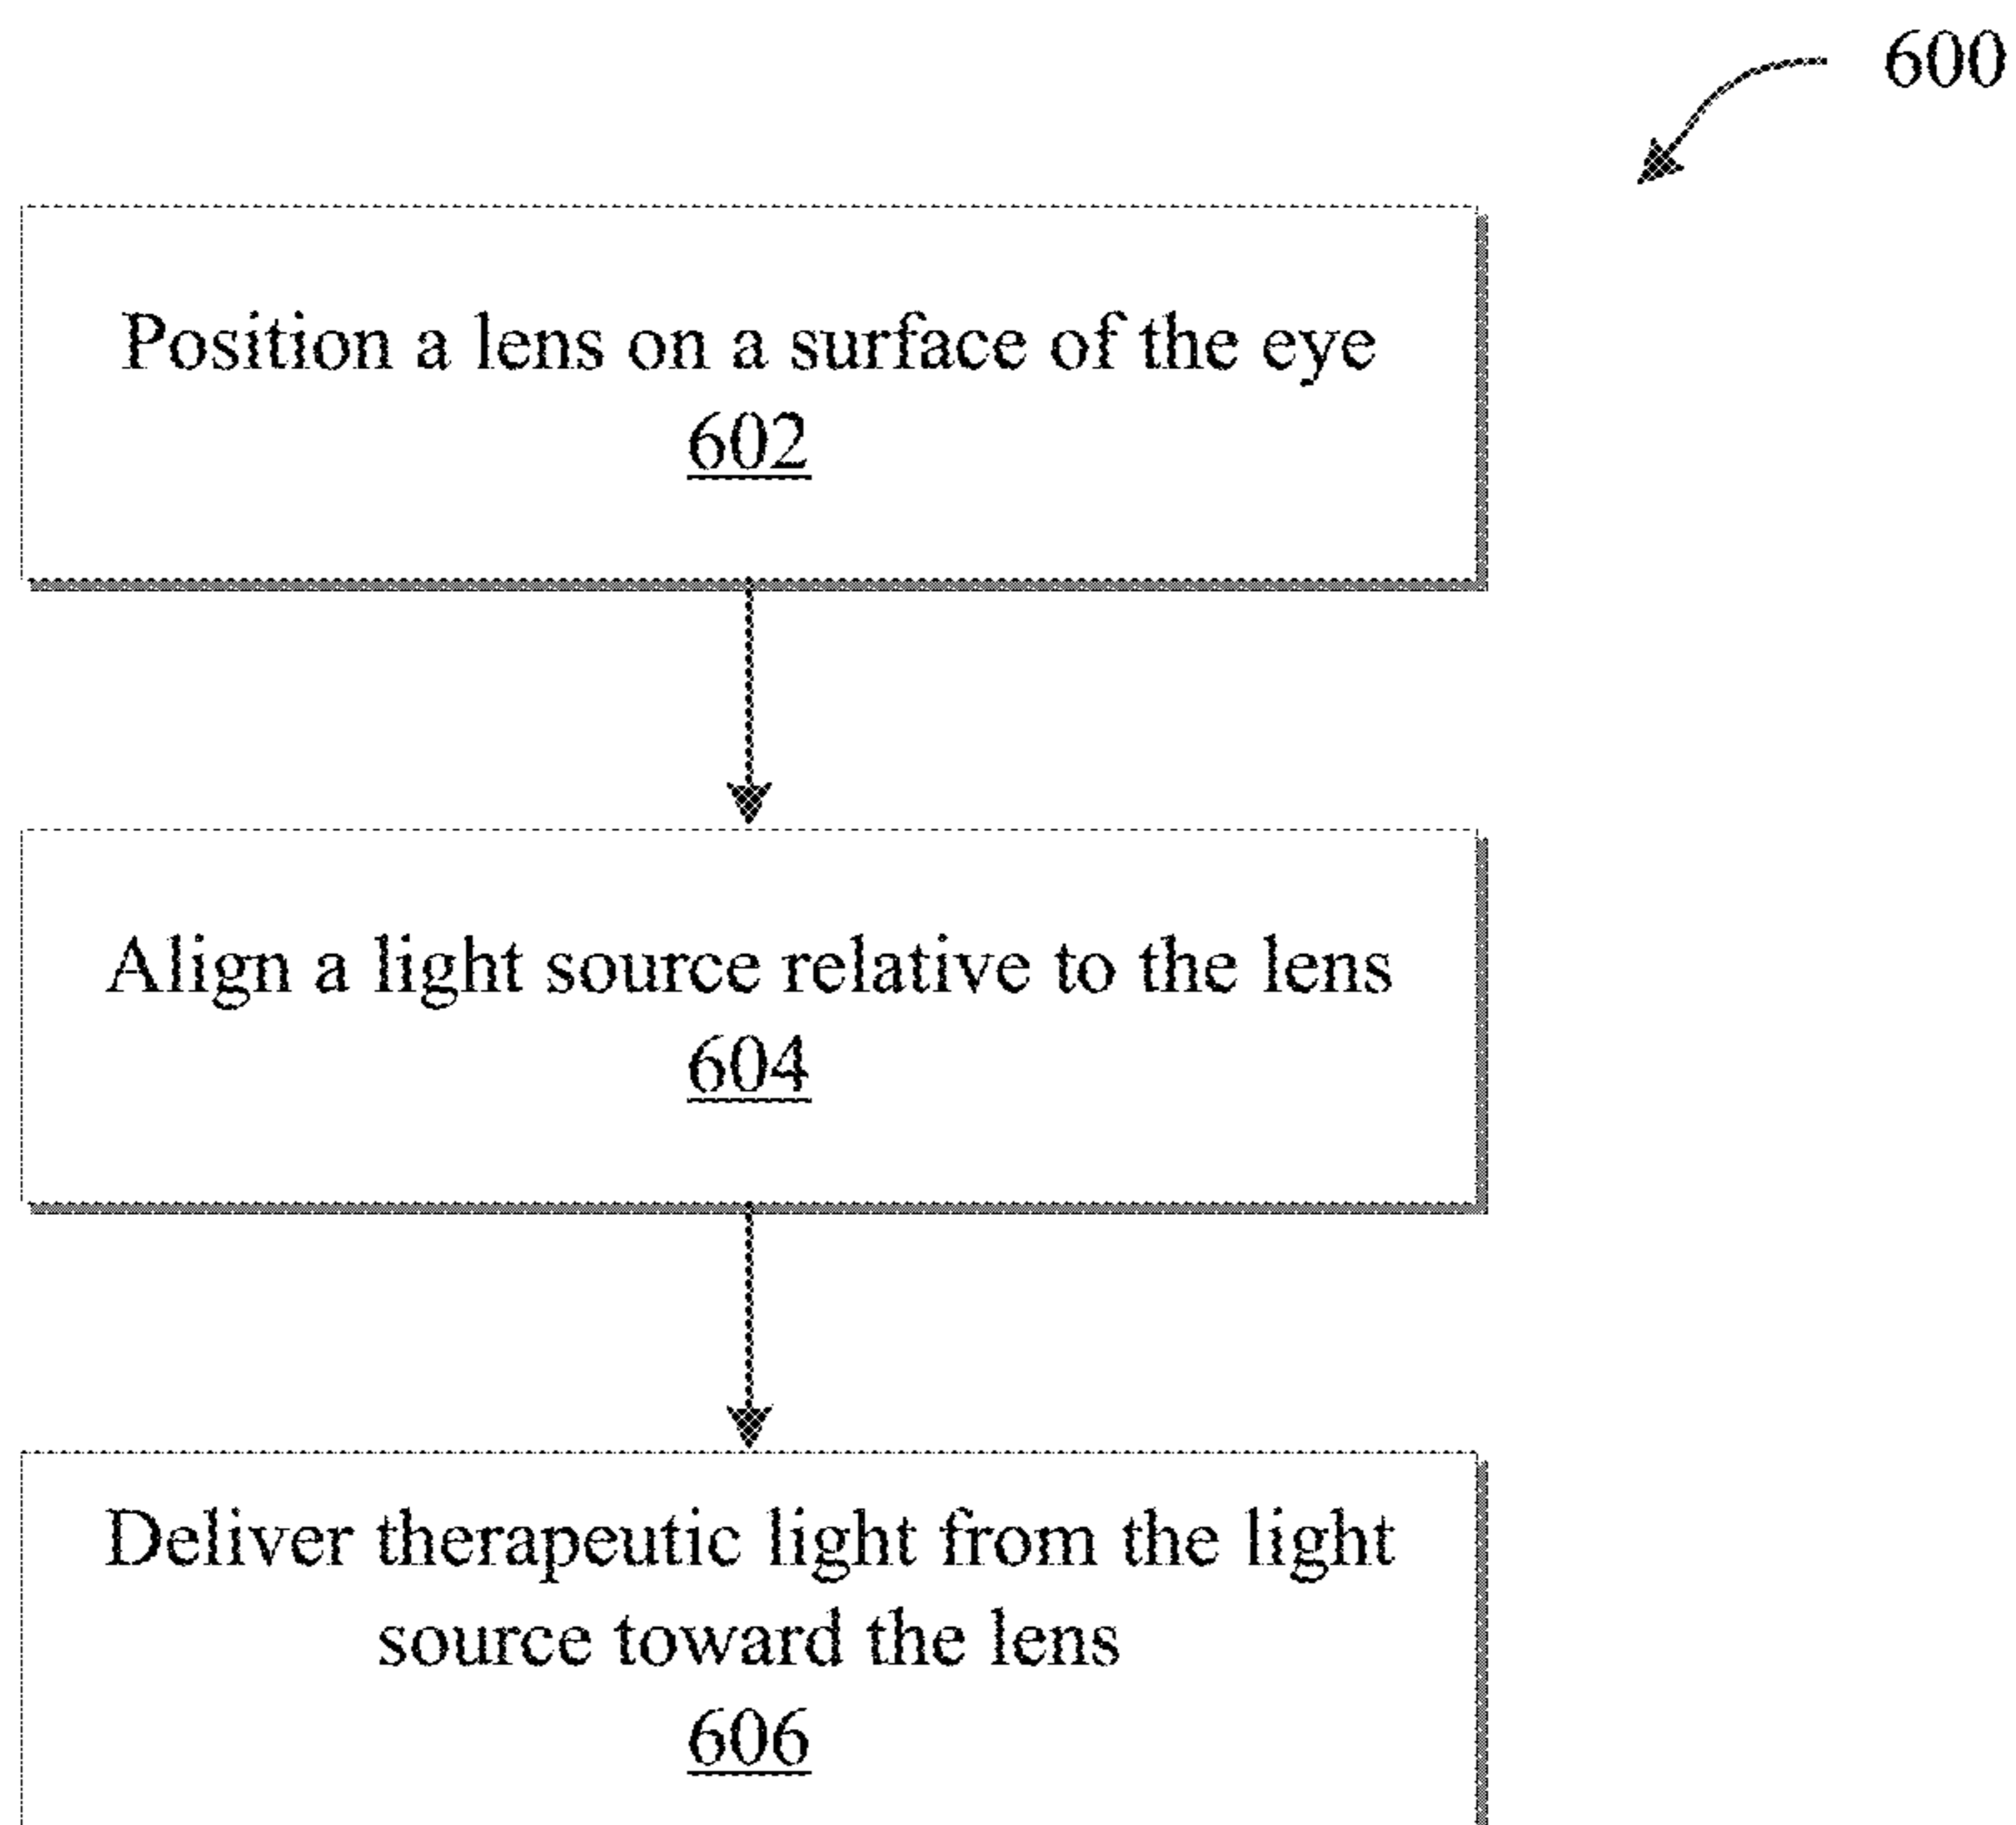 600
Position a lens on a surface of the eye
602
Align a light source relative to the lens
604
Deliver therapeutic light from the light
source toward the lens
606